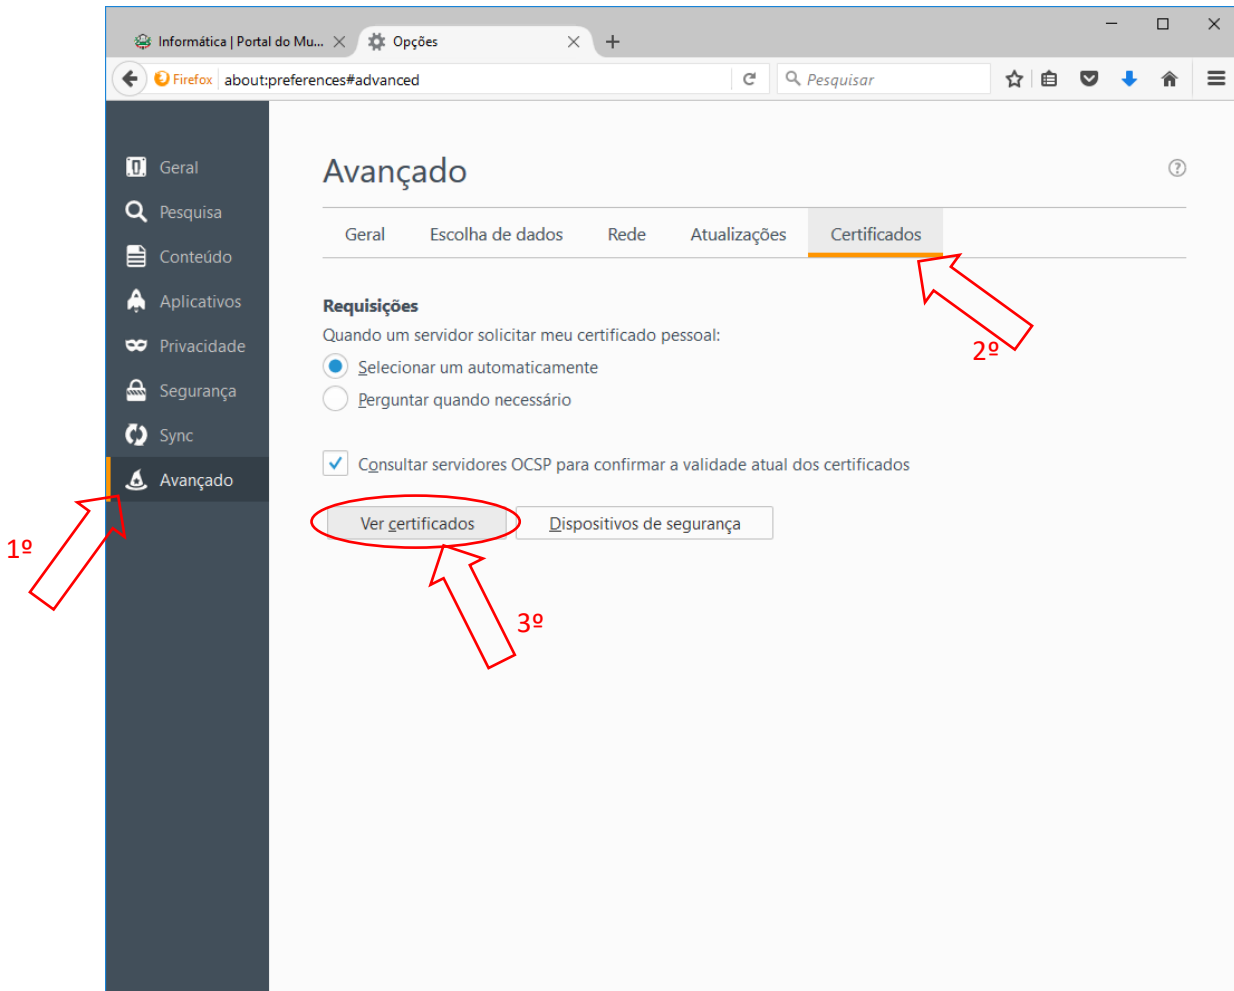 Informática | Portal do Mu...
Opções
Firefox
about:preferences#advanced
Pesquisar
Geral
Pesquisa
Conteúdo
Aplicativos
Privacidade
Segurança
Sync
Avançado
Avançado
?
Geral
Escolha de dados
Rede
Atualizações
Certificados
Requisições
Quando um servidor solicitar meu certificado pessoal:
Selecionar um automaticamente
Perguntar quando necessário
Consultar servidores OCSP para confirmar a validade atual dos certificados
Ver certificados
Dispositivos de segurança
1º
2º
3º